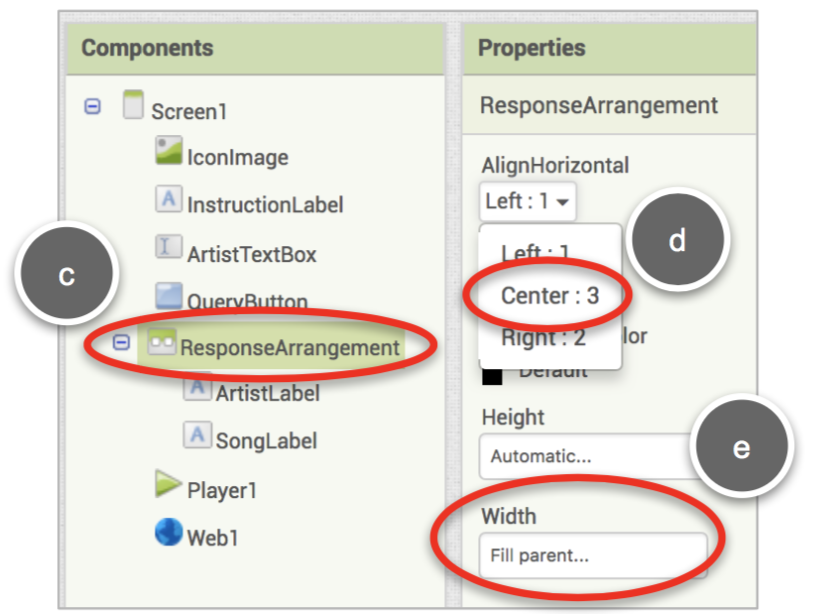 Components
Screen1
IconImage
A InstructionLabel
ArtistTextBox
QueryButton
ResponseArrangement
A ArtistLabel
A SongLabel
Player1
Web1
c
Properties
ResponseArrangement
AlignHorizontal
Left : 1
Left : 1
Center : 3
Right : 2
lor
Default
d
Height
Automatic...
e
Width
Fill parent...